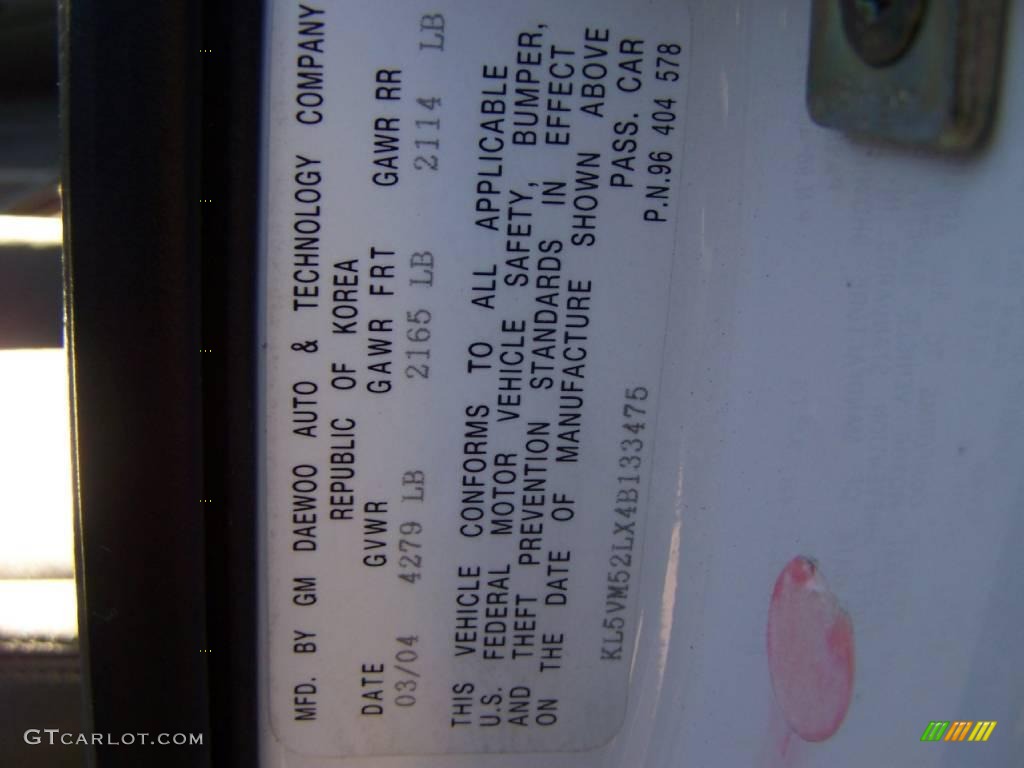 MFD. BY GM DAEWOO AUTO & TECHNOLOGY COMPANY
REPUBLIC OF KOREA
DATE GVWR GAWR FRT GAWR RR
03/04 4279 LB 2165 LB 2114 LB
THIS VEHICLE CONFORMS TO ALL APPLICABLE
U.S. FEDERAL MOTOR VEHICLE SAFETY, BUMPER,
AND THEFT PREVENTION STANDARDS IN EFFECT
ON THE DATE OF MANUFACTURE SHOWN ABOVE
KL5VM52LX4B133475 PASS. CAR
P.N.96 404 578
GTCARLOT.COM